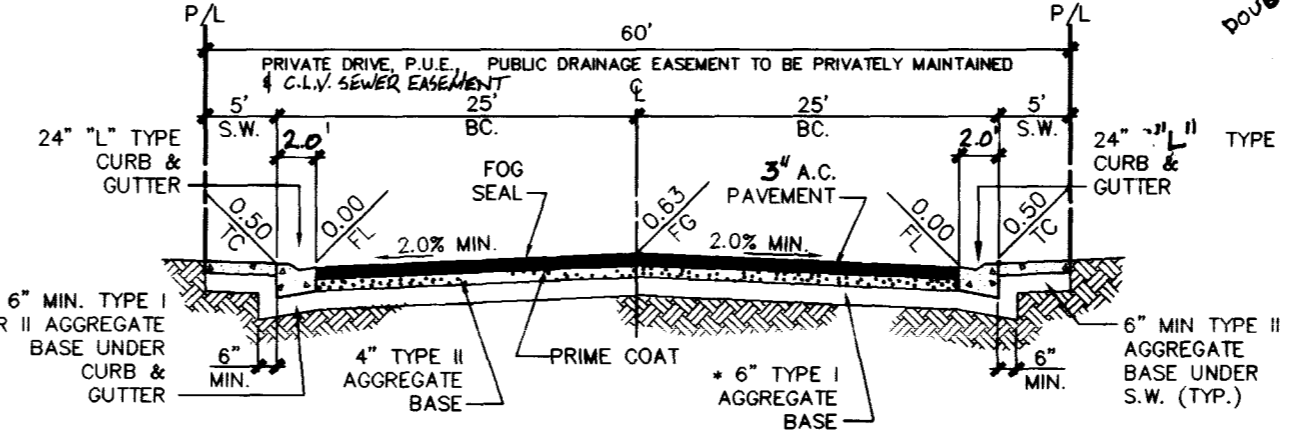 P/L
P/L
60'
PRIVATE DRIVE, P.U.E., PUBLIC DRAINAGE EASEMENT TO BE PRIVATELY MAINTAINED
& C.L.V. SEWER EASEMENT
℄
5'
S.W.
25'
BC.
25'
BC.
5'
S.W.
2.0'
2.0'
24" "L" TYPE
CURB &
GUTTER
FOG
SEAL
3" A.C.
PAVEMENT
24" "L" TYPE
CURB &
GUTTER
0.50
TC
0.00
FL
0.63
FG
0.00
FL
0.50
TC
2.0% MIN.
2.0% MIN.
6" MIN. TYPE I
R II AGGREGATE
BASE UNDER
CURB &
GUTTER
6"
MIN.
4" TYPE II
AGGREGATE
BASE
PRIME COAT
* 6" TYPE I
AGGREGATE
BASE
6"
MIN.
6" MIN TYPE II
AGGREGATE
BASE UNDER
S.W. (TYP.)